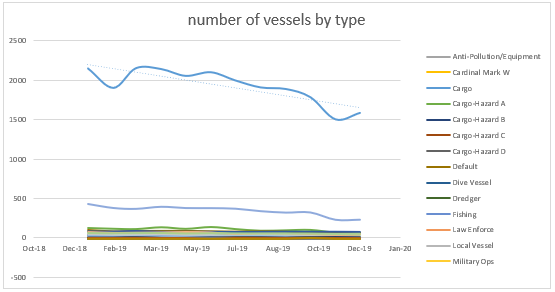 number of vessels by type
2500
2000
1500
1000
500
0
-500
Oct-18 Dec-18 Feb-19 Mar-19 May-19 Jul-19 Aug-19 Oct-19 Dec-19 Jan-20
Anti-Pollution/Equipment
Cardinal Mark W
Cargo
Cargo-Hazard A
Cargo-Hazard B
Cargo-Hazard C
Cargo-Hazard D
Default
Dive Vessel
Dredger
Fishing
Law Enforce
Local Vessel
Military Ops